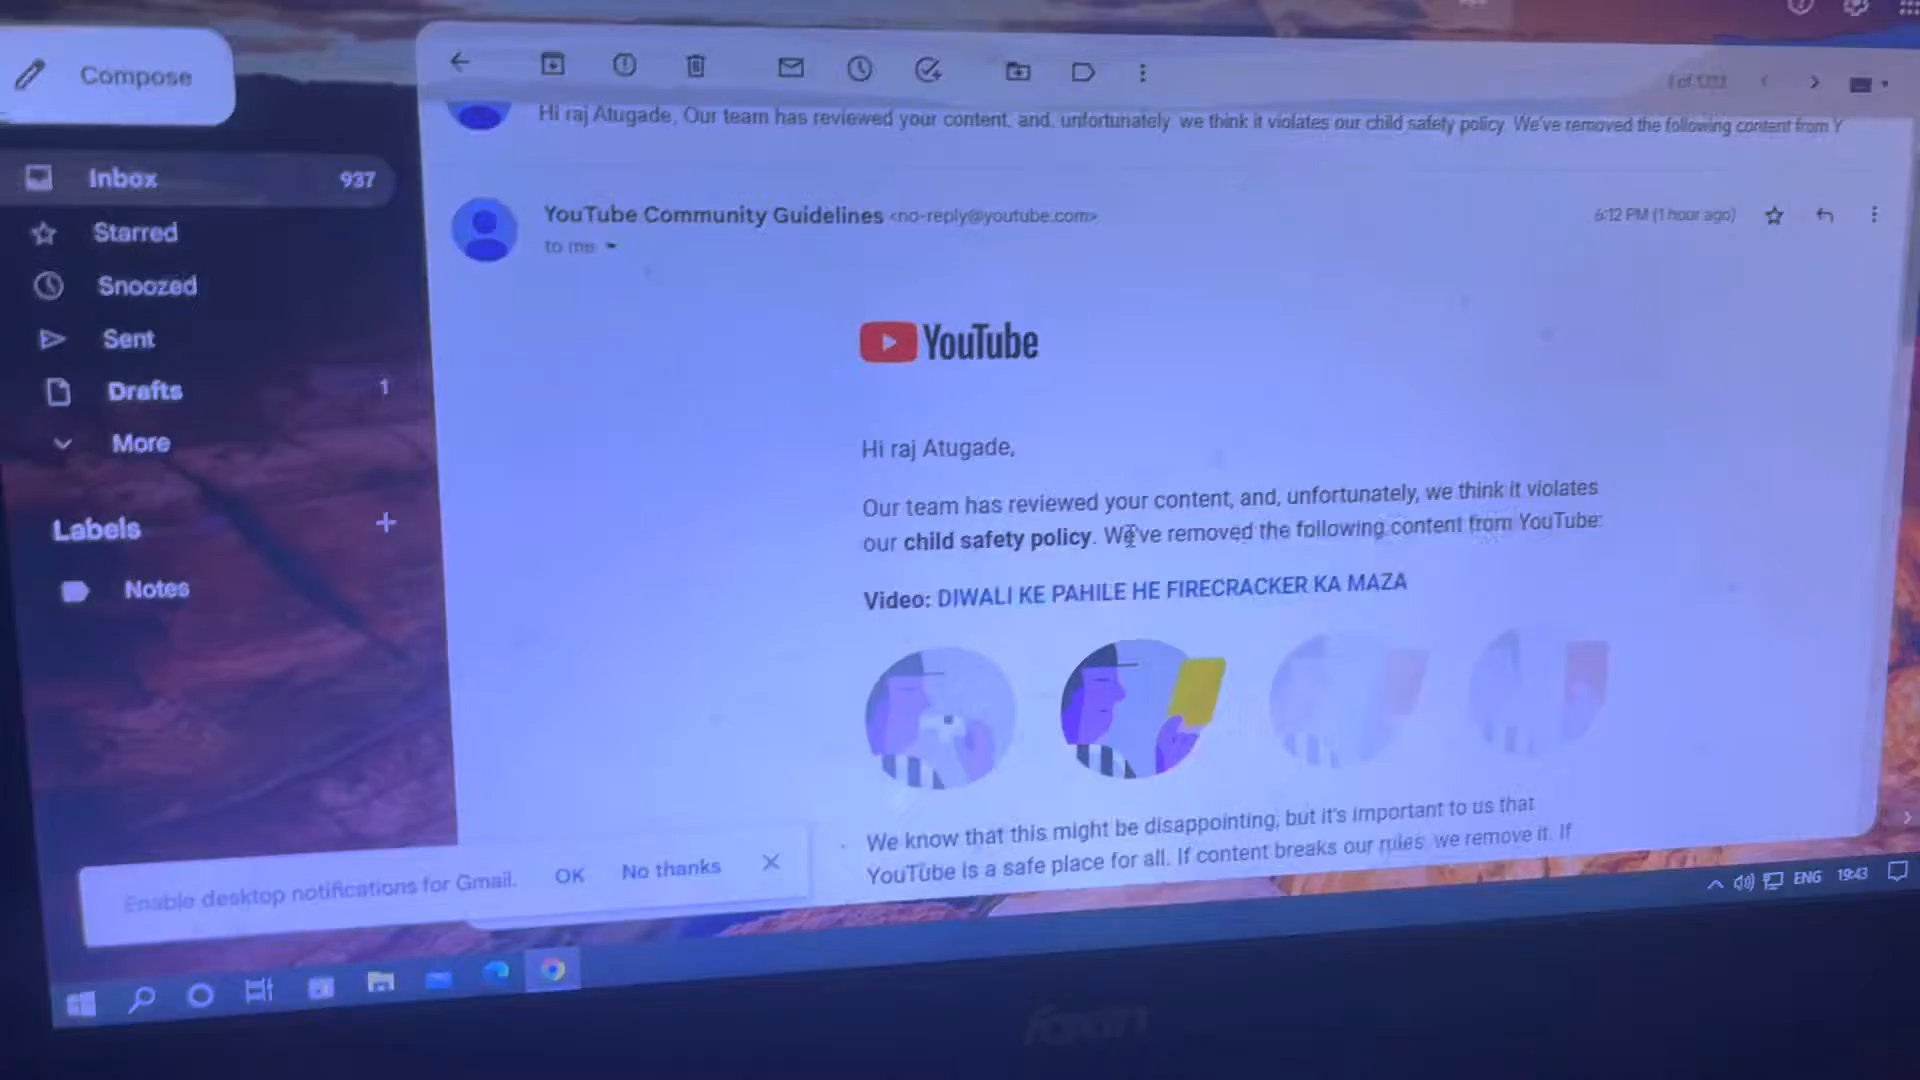 Compose
1 of 1,213
Hi raj Atugade, Our team has reviewed your content, and, unfortunately, we think it violates our child safety policy. We've removed the following content from Y
Inbox 937
YouTube Community Guidelines <no-reply@youtube.com>
6:12 PM (1 hour ago)
to me
Starred
Snoozed
Sent
Drafts 1
More
Labels +
Notes
YouTube
Hi raj Atugade,
Our team has reviewed your content, and, unfortunately, we think it violates
our child safety policy. We've removed the following content from YouTube:
Video: DIWALI KE PAHILE HE FIRECRACKER KA MAZA
We know that this might be disappointing, but it's important to us that
YouTube is a safe place for all. If content breaks our rules, we remove it. If
Enable desktop notifications for Gmail. OK No thanks
ENG 19:43